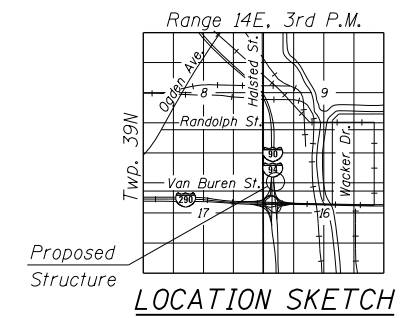 Range 14E, 3rd P.M.
Twp. 39N
Ogden Ave.
Halsted St.
8
9
Randolph St.
90
94
Wacker Dr.
Van Buren St.
290
17
16
Proposed
Structure
LOCATION SKETCH